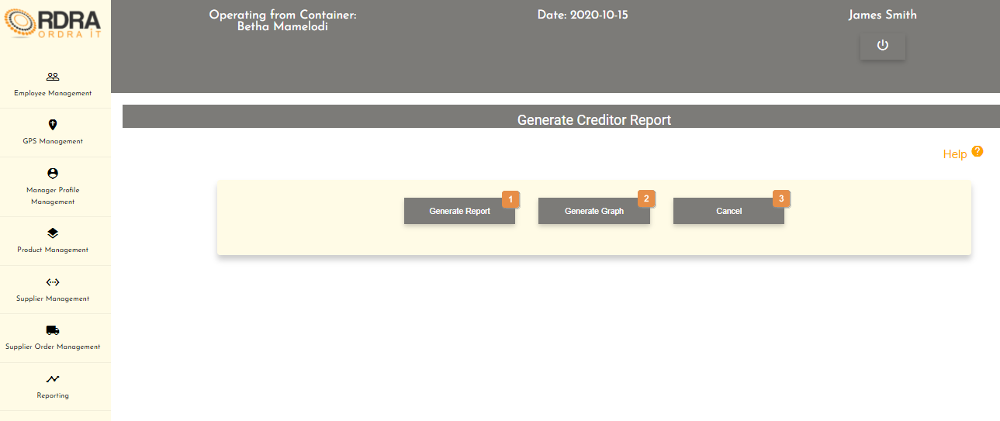 RDRA
ORDRA IT
Operating from Container:
Betha Mamelodi
Date: 2020-10-15
James Smith
Employee Management
GPS Management
Manager Profile
Management
Product Management
Supplier Management
Supplier Order Management
Reporting
Generate Creditor Report
Help ?
Generate Report 1
Generate Graph 2
Cancel 3